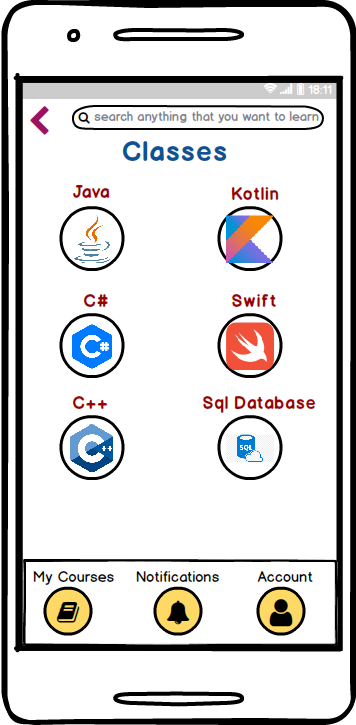 18:11
search anything that you want to learn
Classes
Java
Kotlin
C#
Swift
C#
C++
Sql Database
C++
SQL
My Courses
Notifications
Account